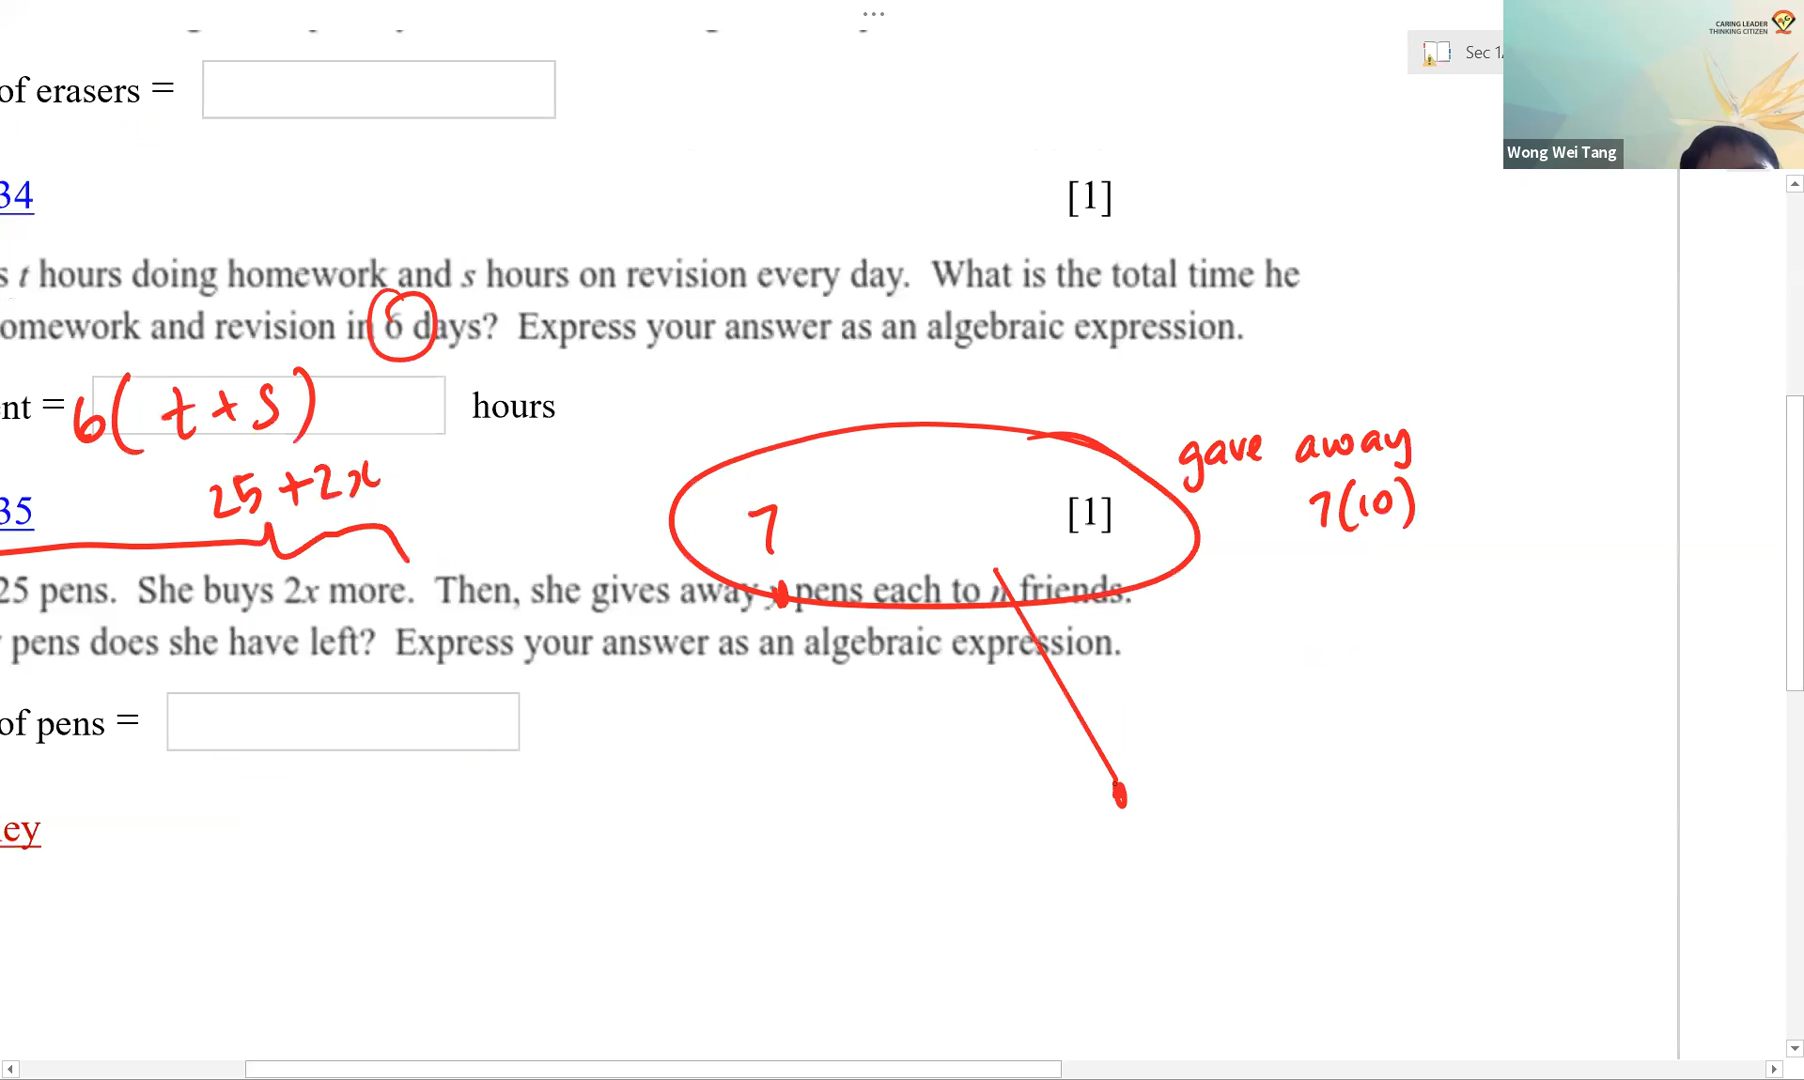 CARING LEADER
THINKING CITIZEN
of erasers =
Sec 1
Wong Wei Tang
34
[1]
s t hours doing homework and s hours on revision every day. What is the total time he
omework and revision in 6 days? Express your answer as an algebraic expression.
nt = 6( t + s ) hours
gave away
25 + 2x
35
7
[1]
7(10)
25 pens. She buys 2x more. Then, she gives away y pens each to n friends.
pens does she have left? Express your answer as an algebraic expression.
of pens =
ey